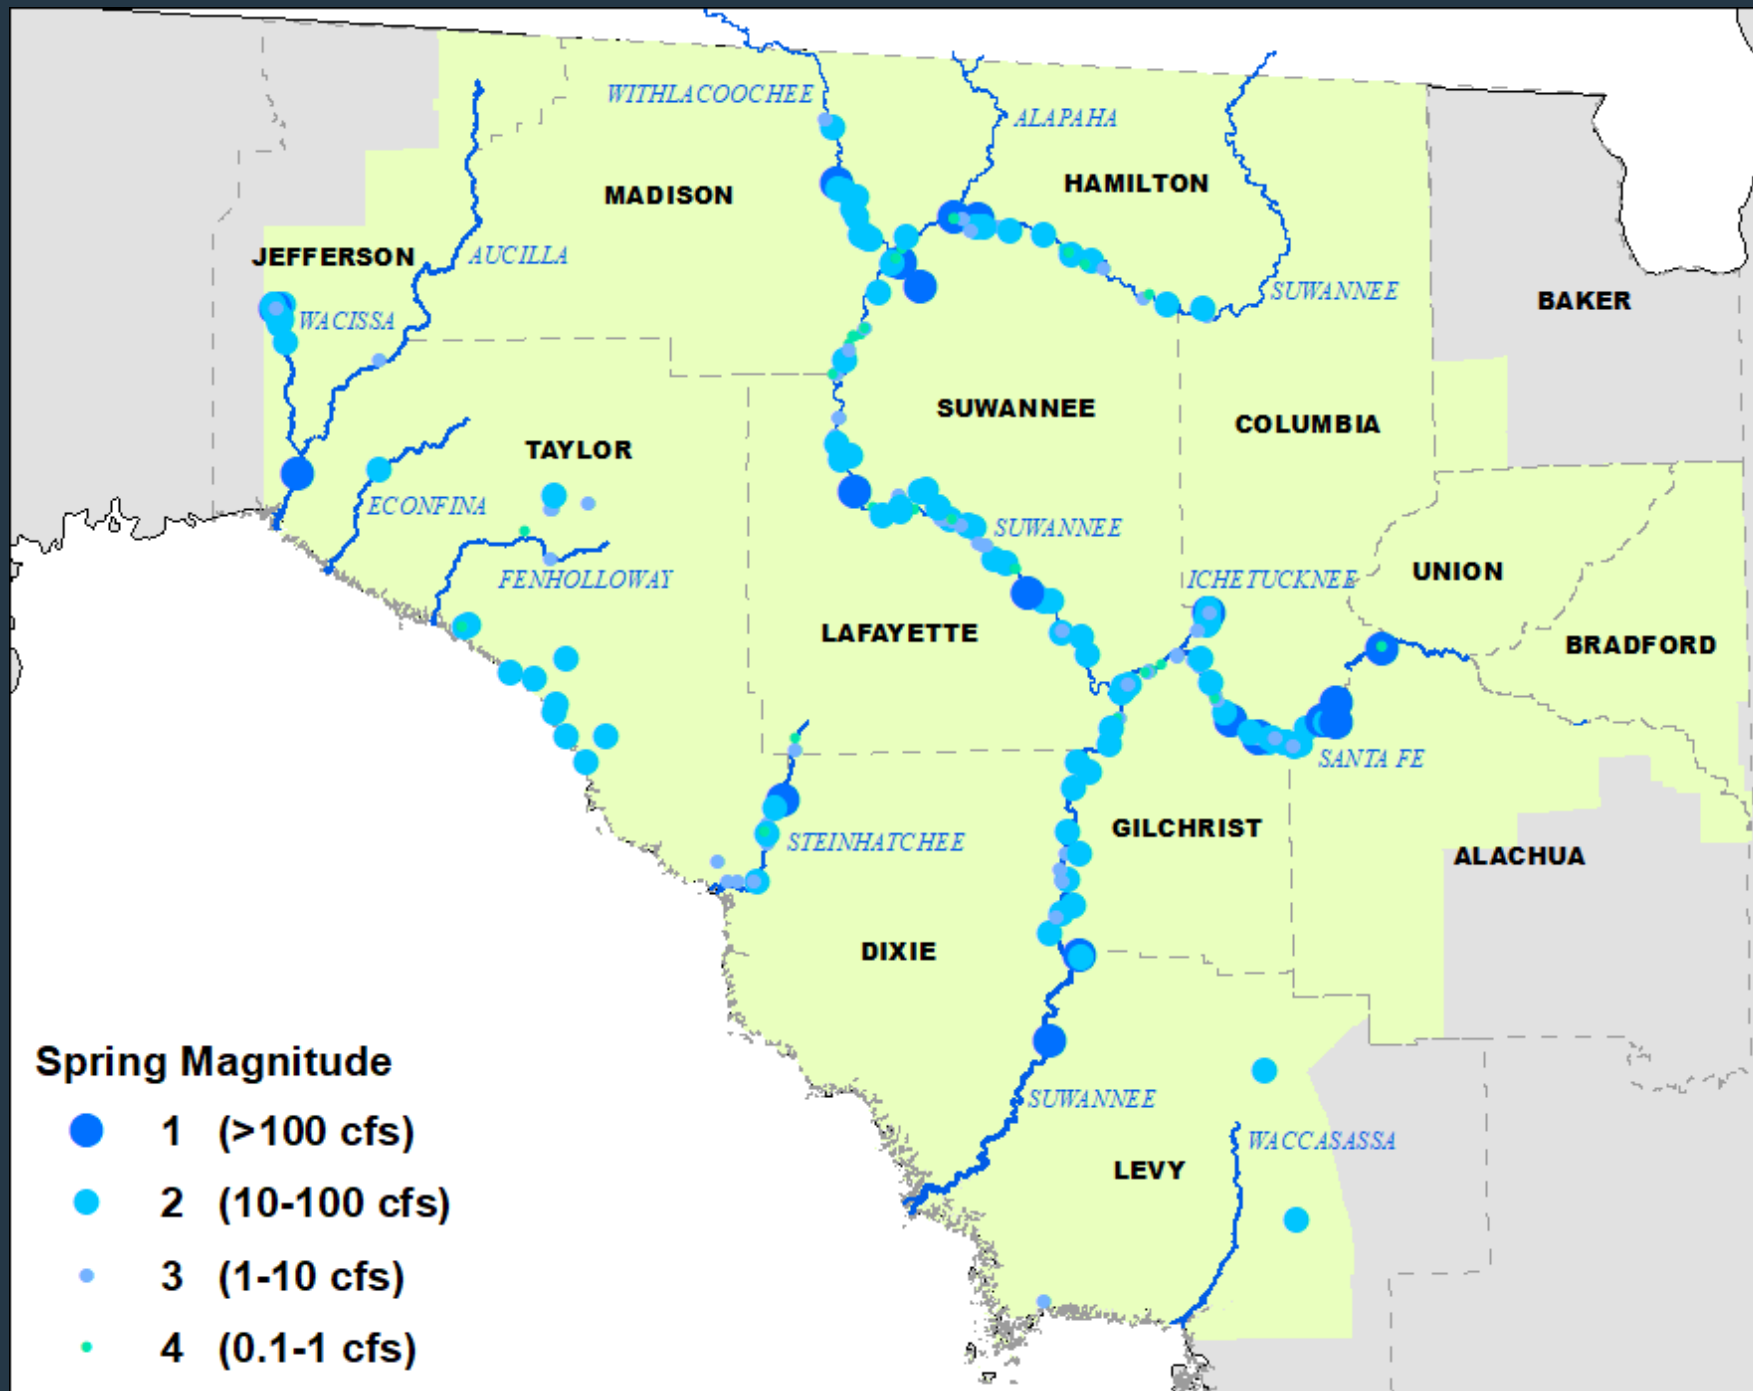 WITHLACOOCHEE
ALAPAHA
HAMILTON
MADISON
JEFFERSON
AUCILLA
SUWANNEE
BAKER
WACISSA
SUWANNEE
COLUMBIA
TAYLOR
ECONFINA
SUWANNEE
FENHOLLOWAY
ICHETUCKNEE
UNION
LAFAYETTE
BRADFORD
SANTA FE
GILCHRIST
STEINHATCHEE
ALACHUA
DIXIE
SUWANNEE
WACCASASSA
LEVY
Spring Magnitude
1 (>100 cfs)
2 (10-100 cfs)
3 (1-10 cfs)
4 (0.1-1 cfs)